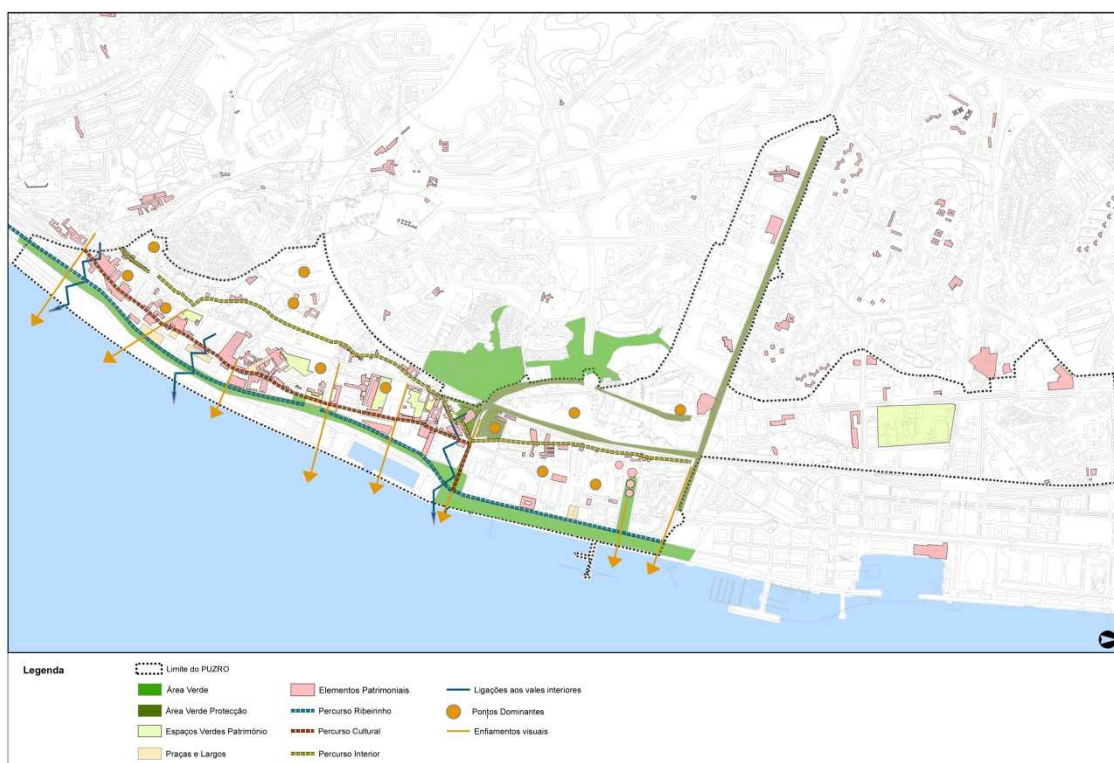 Legenda
Limite do PUZRO
Área Verde
Área Verde Protecção
Espaços Verdes Património
Praças e Largos
Elementos Patrimoniais
Percurso Ribeirinho
Percurso Cultural
Percurso Interior
Ligações aos vales interiores
Pontos Dominantes
Enfiamentos visuais